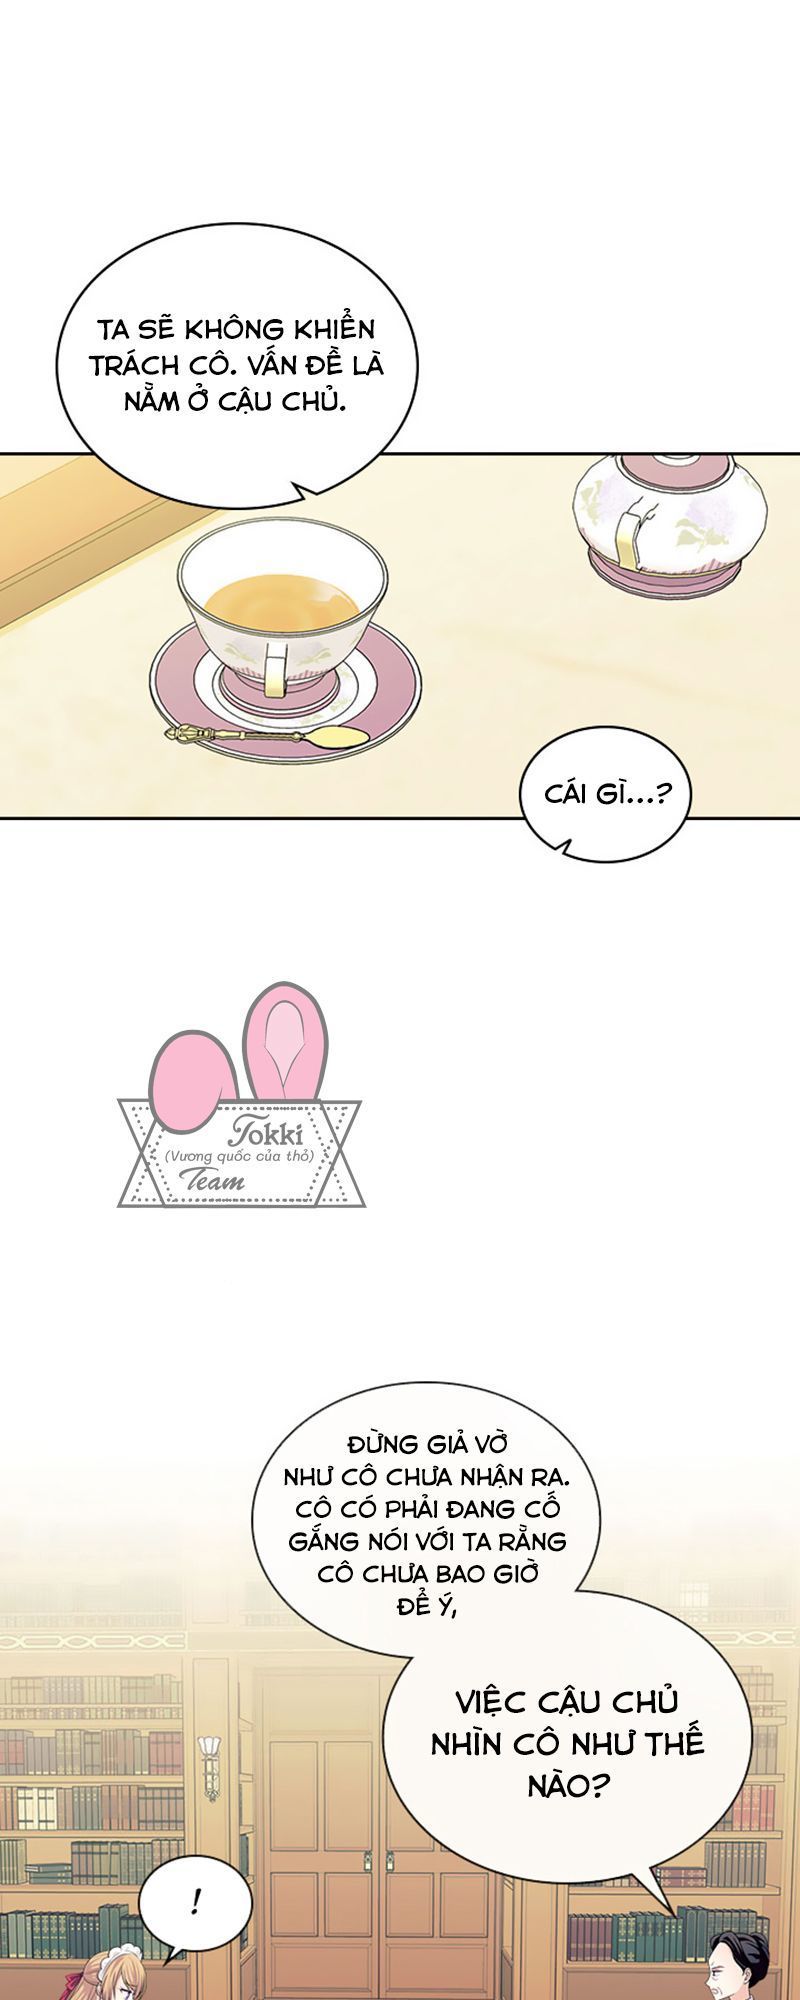 TA SẼ KHÔNG KHIỂN
TRÁCH CÔ. VẤN ĐỀ LÀ
NẰM Ở CẬU CHỦ.
CÁI GÌ...?
Tokki
(Vương quốc của thỏ)
Team
ĐỪNG GIẢ VỜ
NHƯ CÔ CHƯA NHẬN RA.
CÔ CÓ PHẢI ĐANG CỐ
GẮNG NÓI VỚI TA RẰNG
CÔ CHƯA BAO GIỜ
ĐỂ Ý,
VIỆC CẬU CHỦ
NHÌN CÔ NHƯ THẾ
NÀO?
!